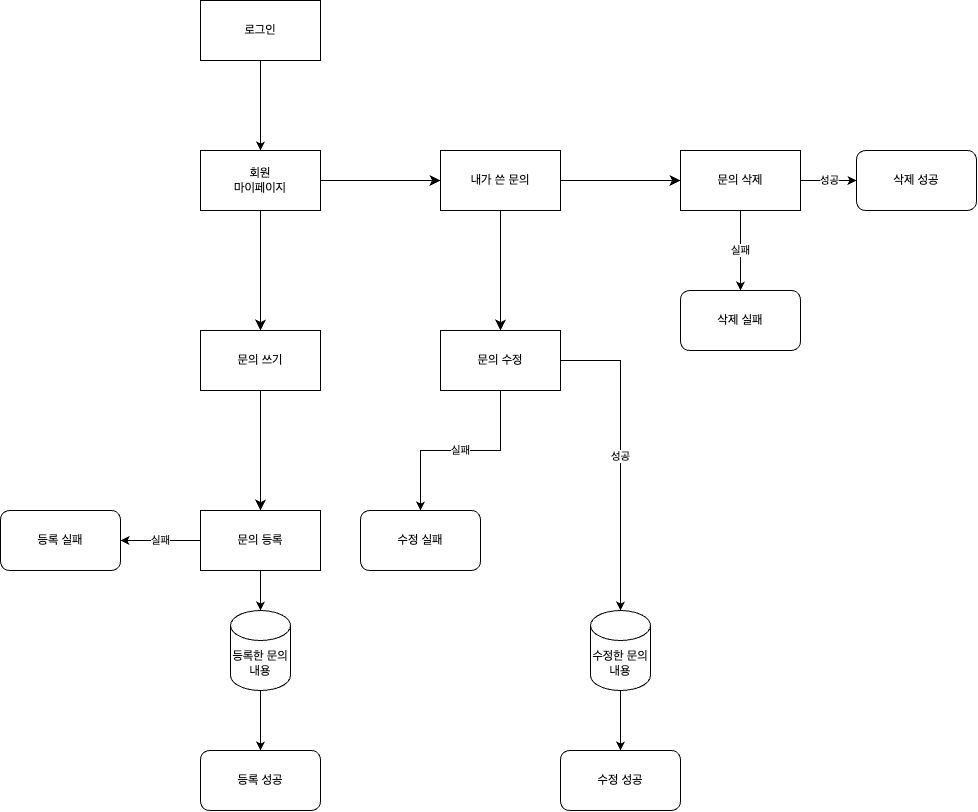 로그인
회원
마이페이지
내가 쓴 문의
문의 삭제
성공
삭제 성공
실패
삭제 실패
문의 쓰기
문의 수정
실패
성공
등록 실패
실패
문의 등록
수정 실패
등록한 문의
내용
수정한 문의
내용
등록 성공
수정 성공